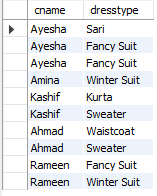 cname dresstype
Ayesha Sari
Ayesha Fancy Suit
Ayesha Fancy Suit
Amina Winter Suit
Kashif Kurta
Kashif Sweater
Ahmad Waistcoat
Ahmad Sweater
Rameen Fancy Suit
Rameen Winter Suit